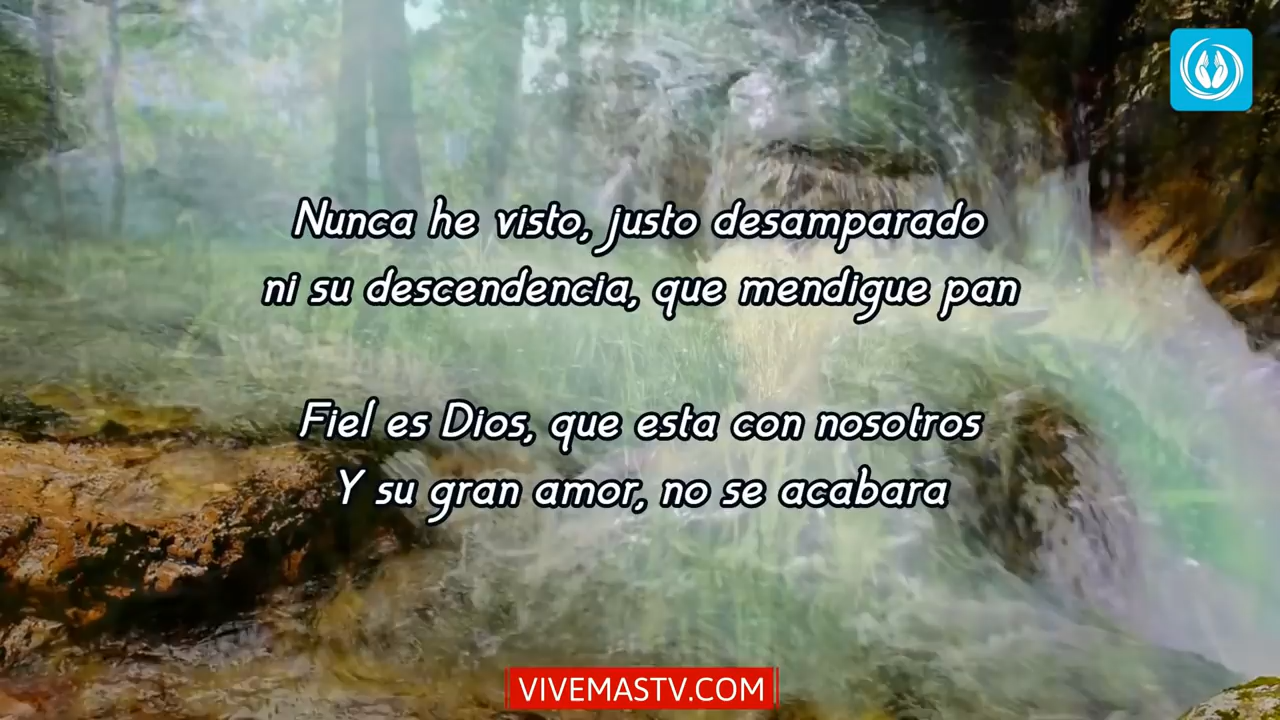 Nunca he visto, justo desamparado
ni su descendencia, que mendigue pan
Fiel es Dios, que esta con nosotros
Y su gran amor, no se acabara
VIVEMASTV.COM